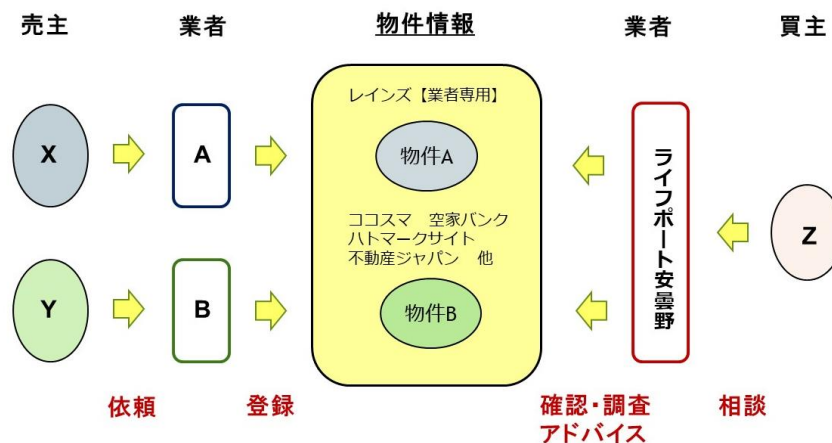 売主
業者
物件情報
業者
買主
レインズ【業者専用】
X
A
物件A
ココスマ　空家バンク
ハトマークサイト
不動産ジャパン　他
ライフポート安曇野
Z
Y
B
物件B
依頼
登録
確認・調査
アドバイス
相談